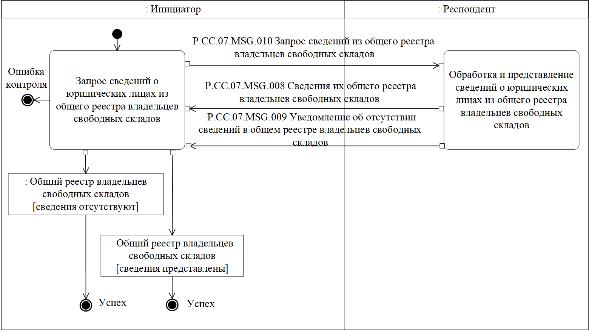 : Инициатор
: Респондент
P.CC.07.MSG.010 Запрос сведений из общего реестра
владельцев свободных складов
Ошибка
контроля
Запрос сведений о
юридических лицах из
общего реестра владельцев
свободных складов
P.CC.07.MSG.008 Сведения их общего реестра
владельцев свободных складов
P.CC.07.MSG.009 Уведомление об отсутствии
сведений в общем реестре владельцев свободных
складов
Обработка и представление
сведений о юридических
лицах из общего реестра
владельцев свободных
складов
: Общий реестр владельцев
свободных складов
[сведения отсутствуют]
: Общий реестр владельцев
свободных складов
[сведения представлены]
Успех
Успех